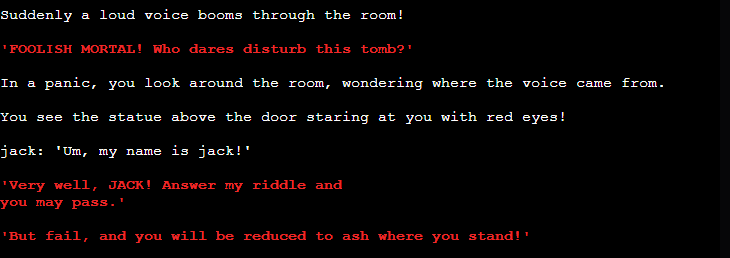 Suddenly a loud voice booms through the room!
'FOOLISH MORTAL! Who dares disturb this tomb?'
In a panic, you look around the room, wondering where the voice came from.
You see the statue above the door staring at you with red eyes!
jack: 'Um, my name is jack!'
'Very well, JACK! Answer my riddle and
you may pass.'
'But fail, and you will be reduced to ash where you stand!'